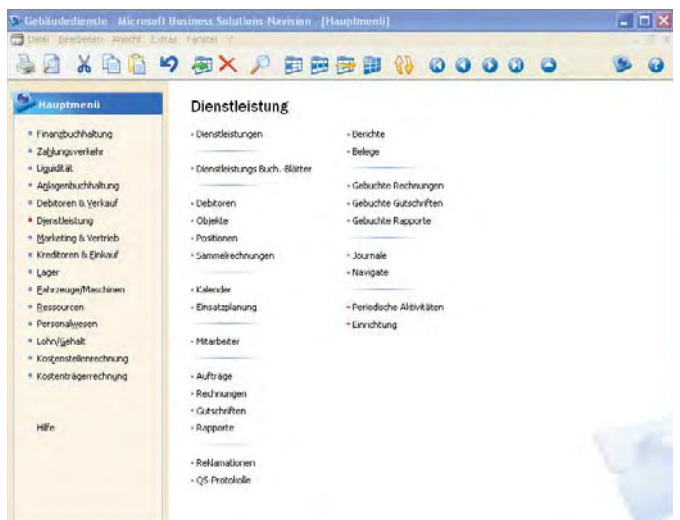 Gebäudedienste - Microsoft Business Solutions-Navision - [Hauptmenü]
Datei Bearbeiten Ansicht Extras Fenster ?
Hauptmenü
Finanzbuchhaltung
Zahlungsverkehr
Liquidität
Anlagenbuchhaltung
Debitoren & Verkauf
Dienstleistung
Marketing & Vertrieb
Kreditoren & Einkauf
Lager
Fahrzeuge/Maschinen
Ressourcen
Personalwesen
Lohn/Gehalt
Kostenstellenrechnung
Kostenträgerrechnung
Hilfe
Dienstleistung
Dienstleistungen
Dienstleistungs Buch.-Blätter
Debitoren
Objekte
Positionen
Sammelrechnungen
Kalender
Einsatzplanung
Mitarbeiter
Aufträge
Rechnungen
Gutschriften
Rapporte
Reklamationen
QS-Protokolle
Berichte
Belege
Gebuchte Rechnungen
Gebuchte Gutschriften
Gebuchte Rapporte
Journale
Navigate
Periodische Aktivitäten
Einrichtung